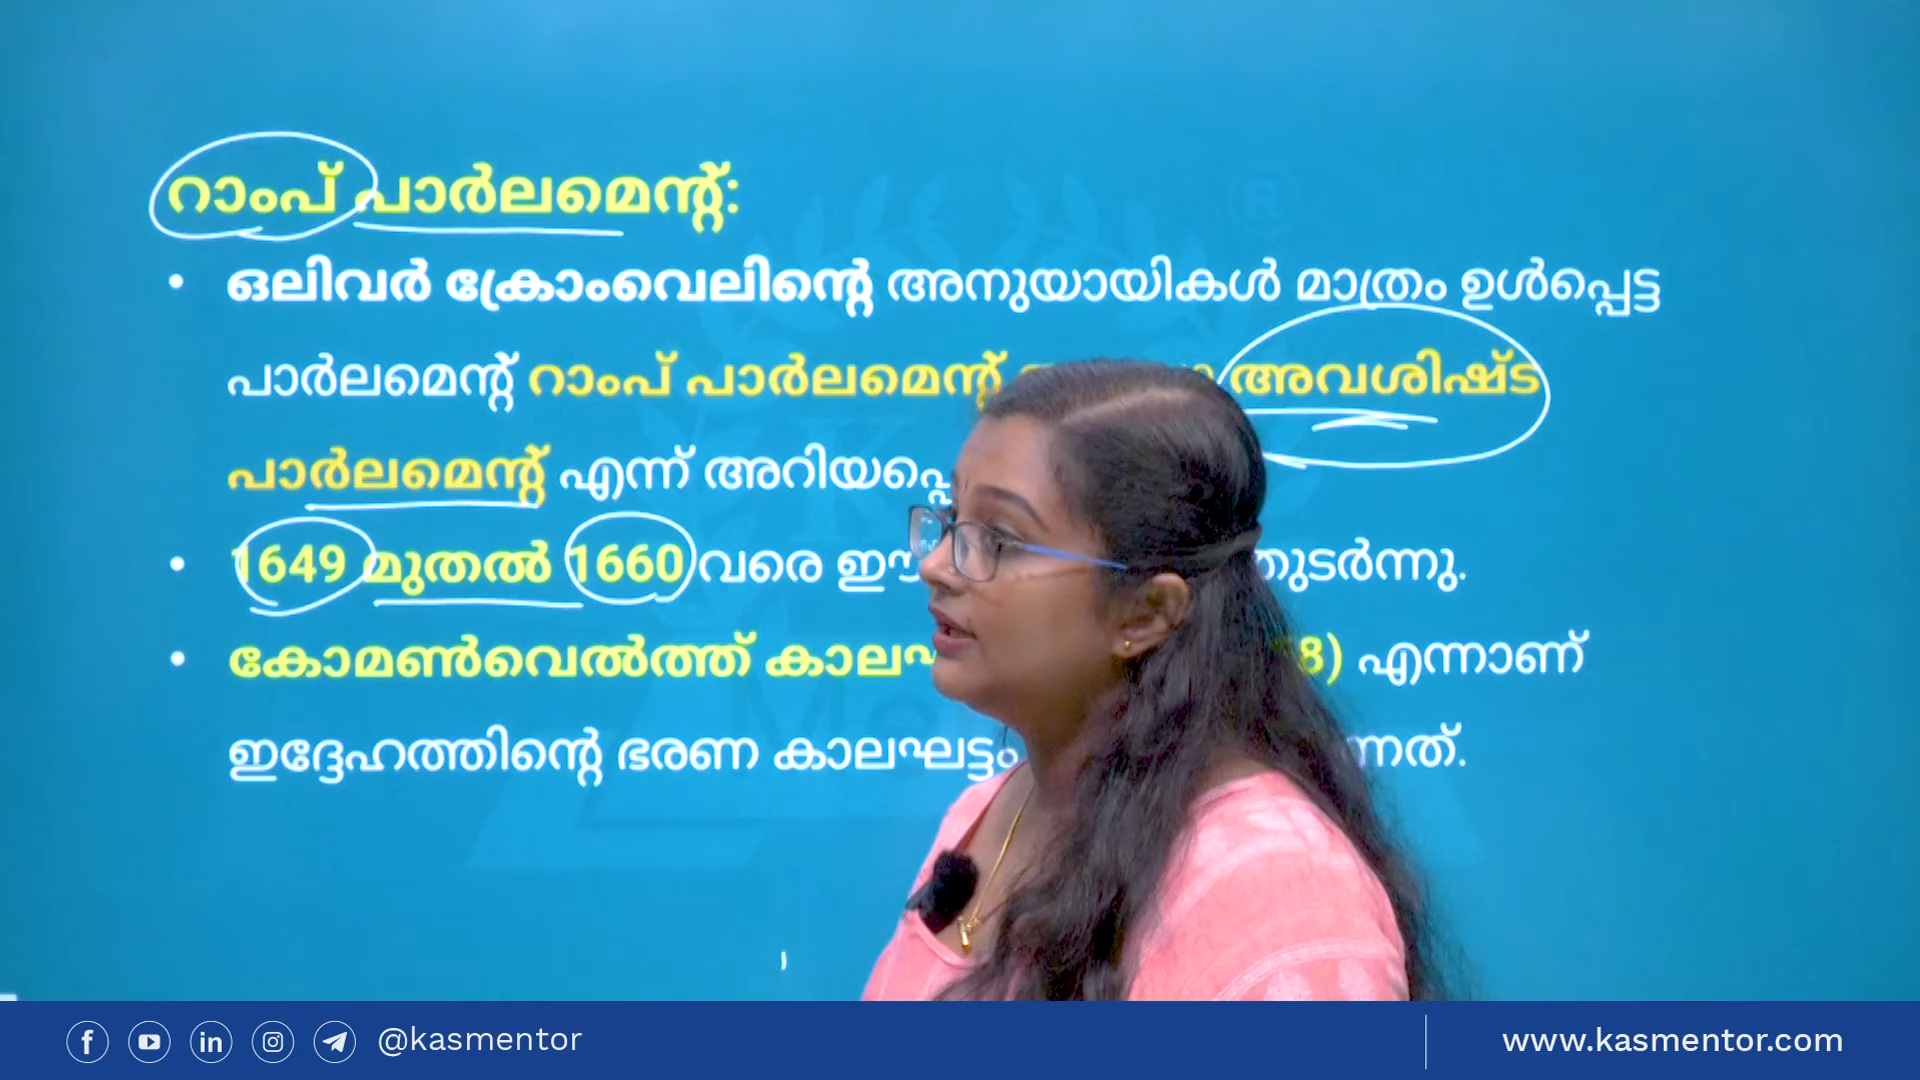 റാംപ് പാർലമെന്റ്:
• ഒലിവർ ക്രോംവെലിന്റെ അനുയായികൾ മാത്രം ഉൾപ്പെട്ട
പാർലമെന്റ് റാംപ് പാർലമെന്റ് അവശിഷ്ട
പാർലമെന്റ് എന്ന് അറിയപ്പെ
• 1649 മുതൽ 1660 വരെ ഈ തുടർന്നു.
• കോമൺവെൽത്ത് കാലഘ 8) എന്നാണ്
ഇദ്ദേഹത്തിന്റെ ഭരണ കാലഘട്ടം ന്നത്.
@kasmentor www.kasmentor.com